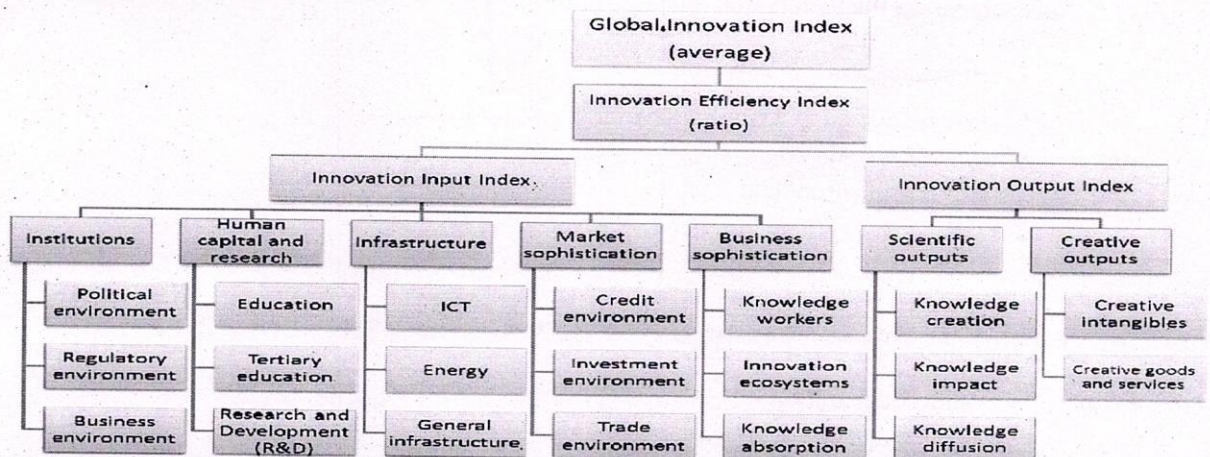 Global.Innovation Index
(average)
Innovation Efficiency Index
(ratio)
Innovation Input Index.
Innovation Output Index
Institutions
Human
capital and
research
Infrastructure
Market
sophistication
Business
sophistication
Scientific
outputs
Creative
outputs
Political
environment
Education
ICT
Credit
environment
Knowledge
workers
Knowledge
creation
Creative
intangibles
Regulatory
environment
Tertiary
education
Energy
Investment
environment
Innovation
ecosystems
Knowledge
impact
Creative goods
and services
Business
environment
Research and
Development
(R&D)
General
infrastructure.
Trade
environment
Knowledge
absorption
Knowledge
diffusion